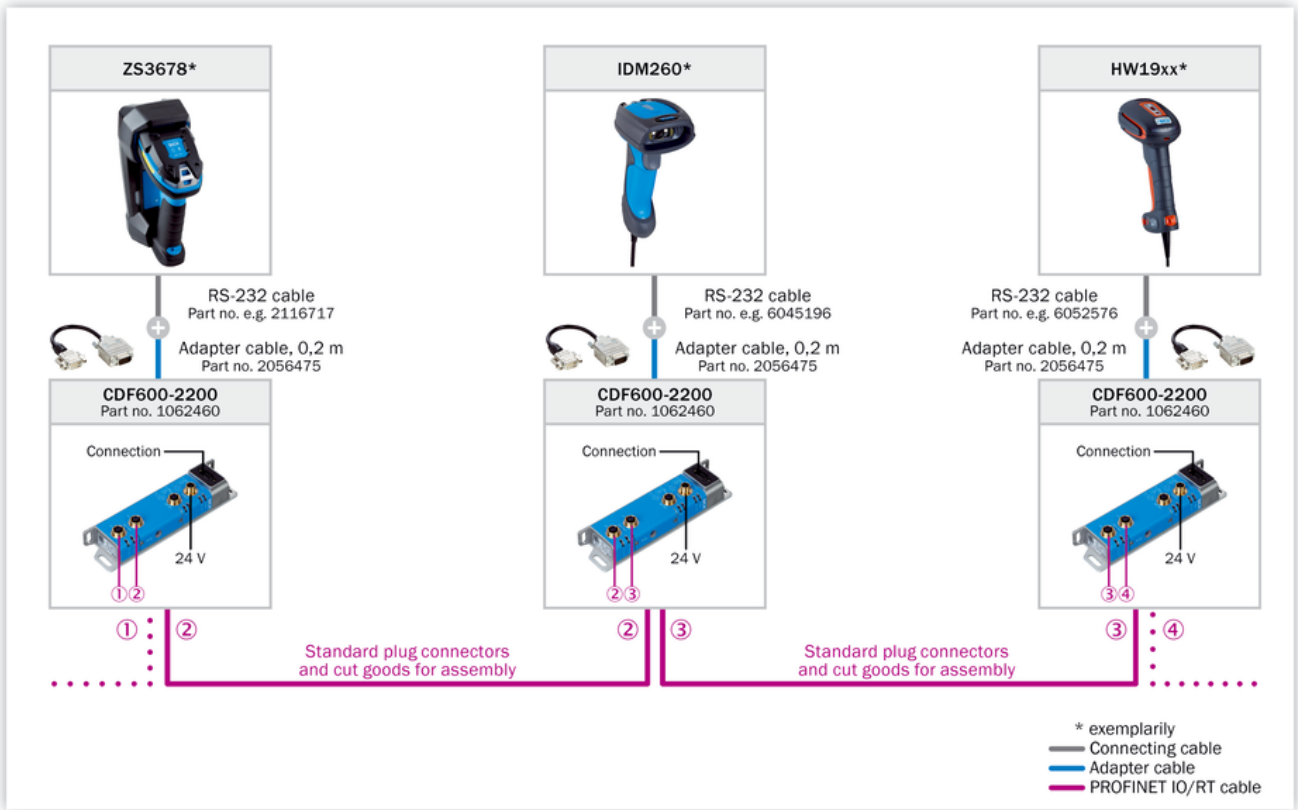 ZS3678*
IDM260*
HW19xx*
RS-232 cable
Part no. e.g. 2116717
Adapter cable, 0,2 m
Part no. 2056475
RS-232 cable
Part no. e.g. 6045196
Adapter cable, 0,2 m
Part no. 2056475
RS-232 cable
Part no. e.g. 6052576
Adapter cable, 0,2 m
Part no. 2056475
CDF600-2200
Part no. 1062460
Connection
24 V
①②
CDF600-2200
Part no. 1062460
Connection
24 V
②③
CDF600-2200
Part no. 1062460
Connection
24 V
③④
① ②
Standard plug connectors
and cut goods for assembly
② ③
Standard plug connectors
and cut goods for assembly
③ ④
* exemplarily
Connecting cable
Adapter cable
PROFINET IO/RT cable